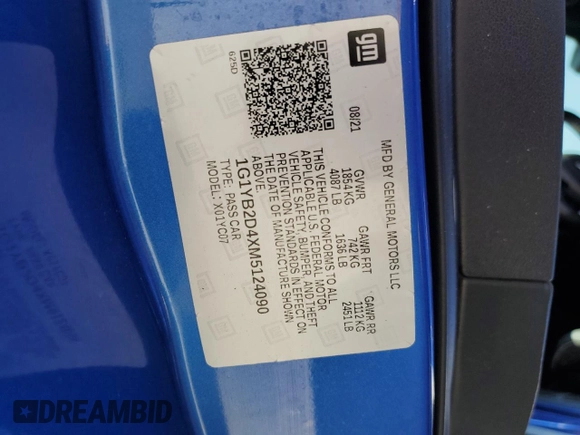 gm
625D
08/21
MFD BY GENERAL MOTORS LLC
GVWR GAWR FRT GAWR RR
1854 KG 742 KG 1112 KG
4087 LB 1636 LB 2451 LB
THIS VEHICLE CONFORMS TO ALL
APPLICABLE U.S. FEDERAL MOTOR
VEHICLE SAFETY, BUMPER, AND THEFT
PREVENTION STANDARDS IN EFFECT ON
THE DATE OF MANUFACTURE SHOWN
ABOVE.
1G1YB2D4XM5124090
TYPE: PASS CAR
MODEL: X01YC07
DREAMBID